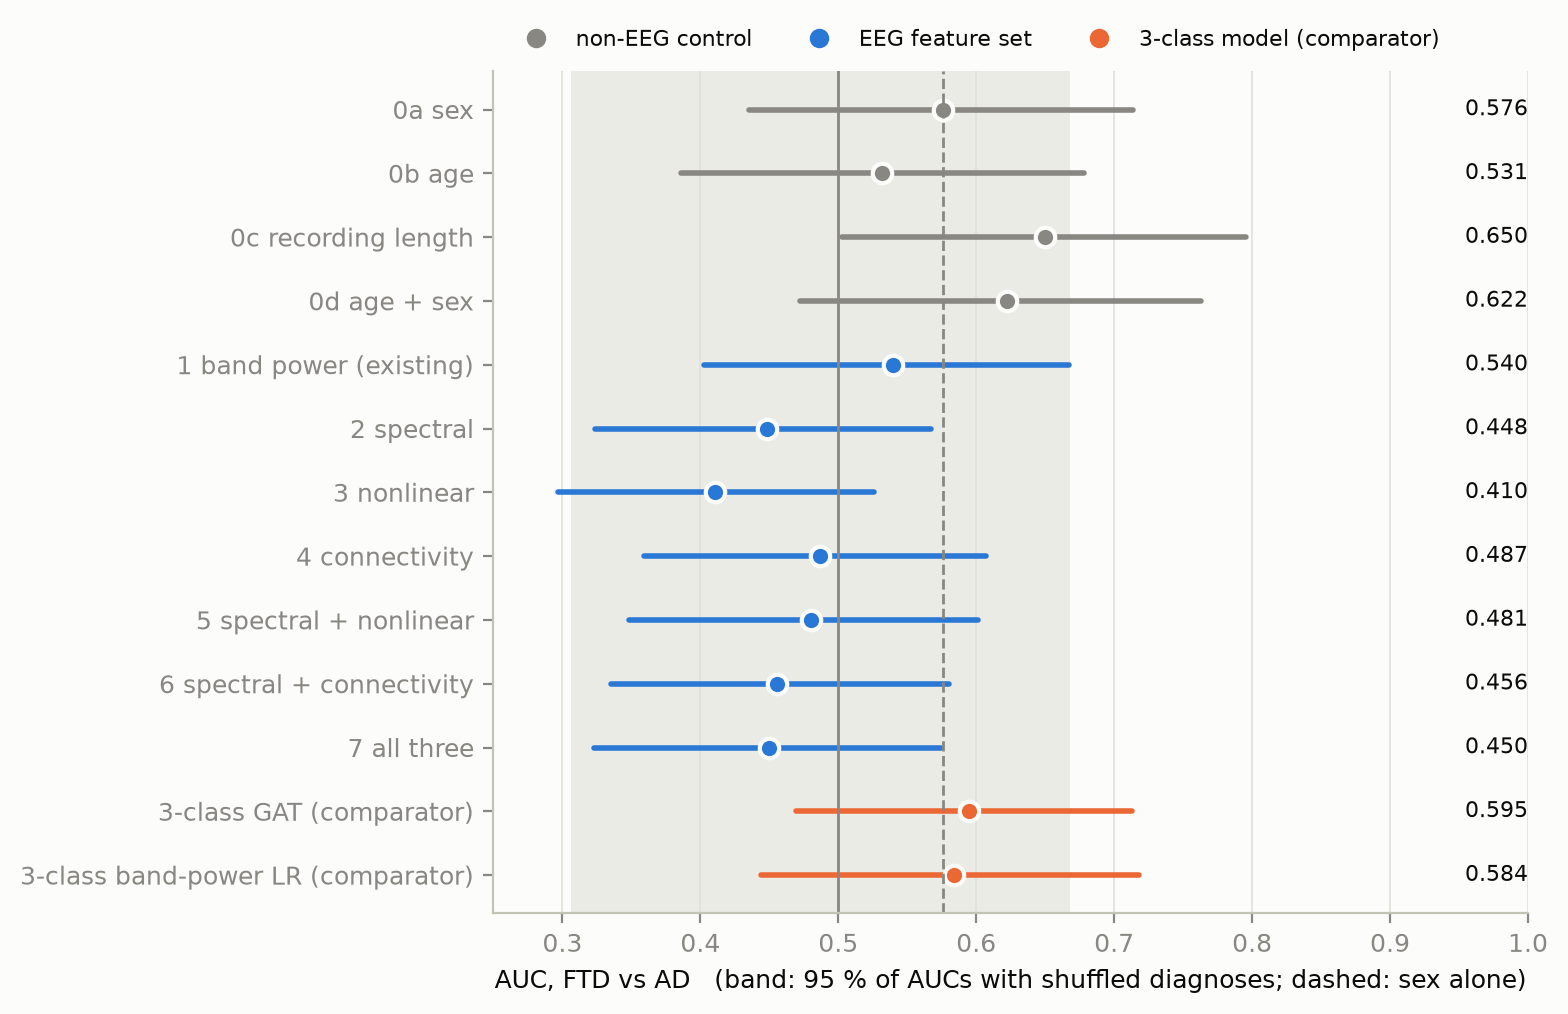 non-EEG control EEG feature set 3-class model (comparator)
0a sex 0.576
0b age 0.531
0c recording length 0.650
0d age + sex 0.622
1 band power (existing) 0.540
2 spectral 0.448
3 nonlinear 0.410
4 connectivity 0.487
5 spectral + nonlinear 0.481
6 spectral + connectivity 0.456
7 all three 0.450
3-class GAT (comparator) 0.595
3-class band-power LR (comparator) 0.584
0.3 0.4 0.5 0.6 0.7 0.8 0.9 1.0
AUC, FTD vs AD (band: 95 % of AUCs with shuffled diagnoses; dashed: sex alone)